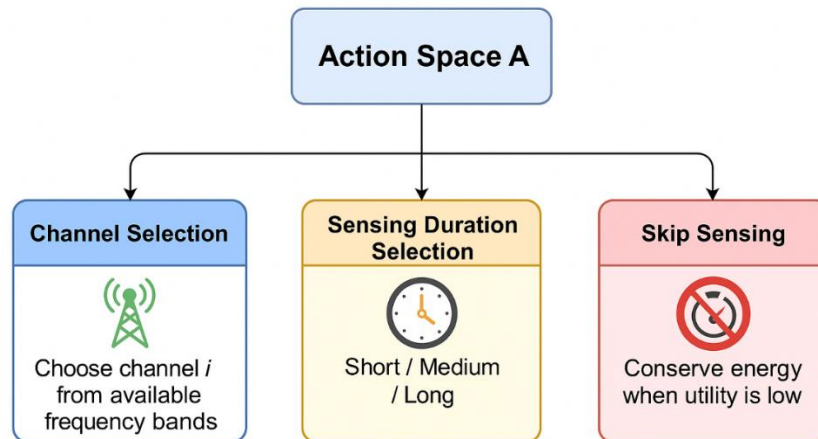 Action Space A
Channel Selection
Choose channel i
from available
frequency bands
Sensing Duration
Selection
Short / Medium
/ Long
Skip Sensing
Conserve energy
when utility is low